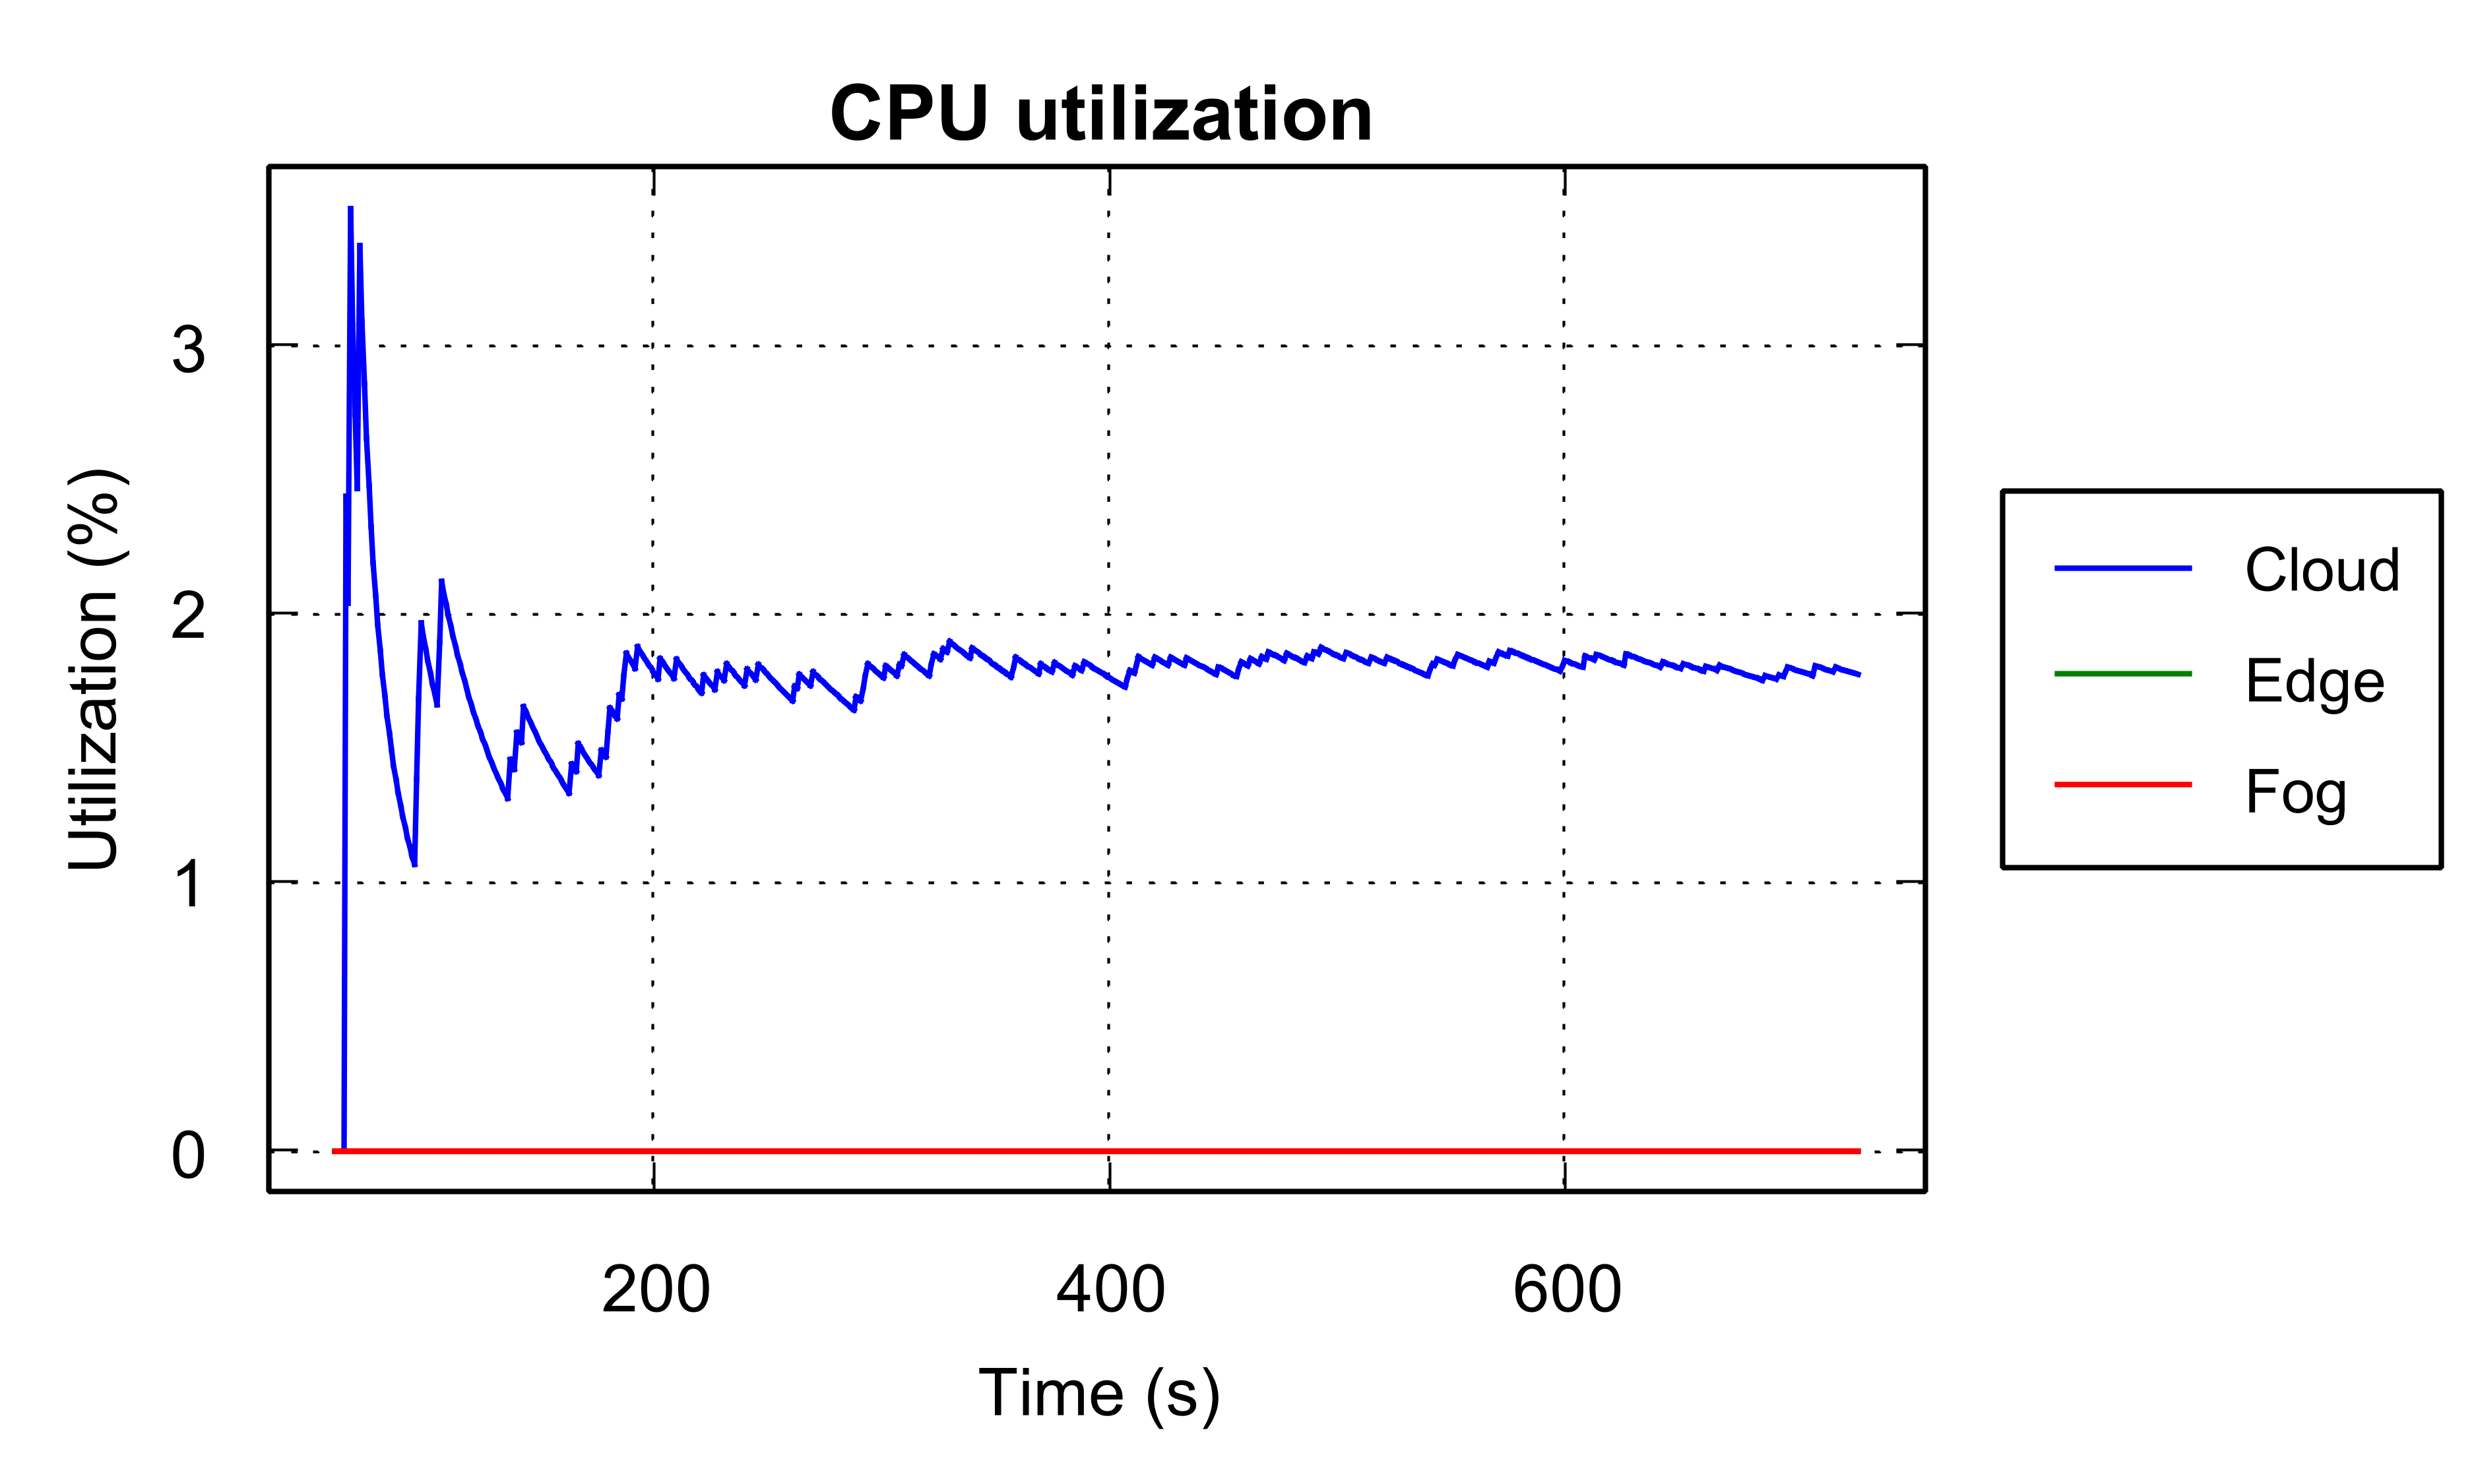 CPU utilization
Utilization (%)
3
2
1
0
200 400 600
Time (s)
Cloud
Edge
Fog